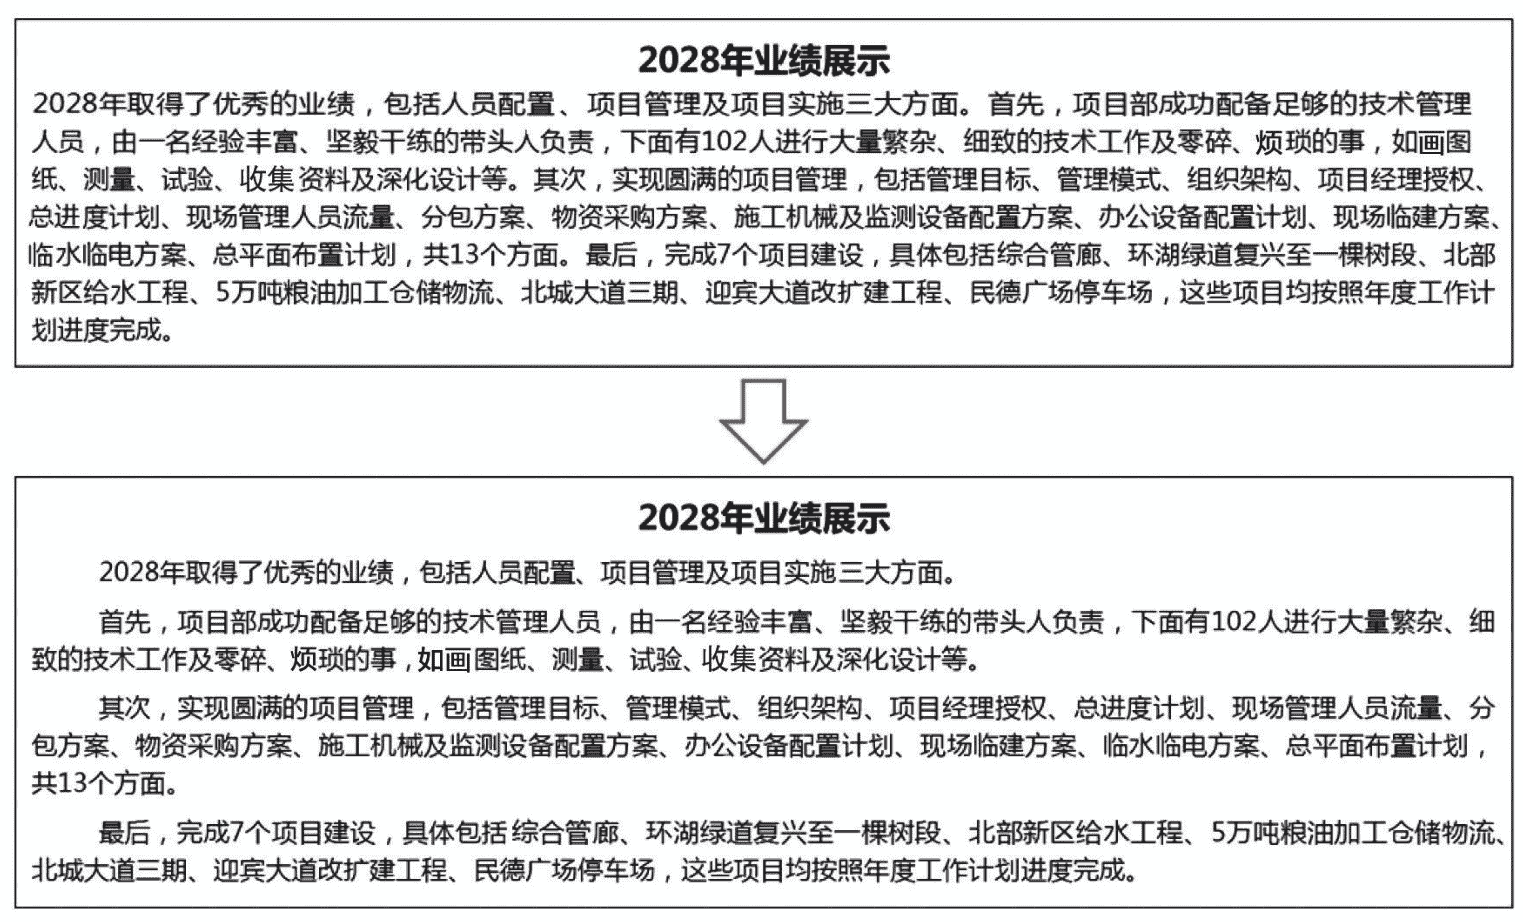 2028年业绩展示
2028年取得了优秀的业绩，包括人员配置、项目管理及项目实施三大方面。首先，项目部成功配备足够的技术管理
人员，由一名经验丰富、坚毅干练的带头人负责，下面有102人进行大量繁杂、细致的技术工作及零碎、烦琐的事，如画图
纸、测量、试验、收集资料及深化设计等。其次，实现圆满的项目管理，包括管理目标、管理模式、组织架构、项目经理授权、
总进度计划、现场管理人员流量、分包方案、物资采购方案、施工机械及监测设备配置方案、办公设备配置计划、现场临建方案、
临水临电方案、总平面布置计划，共13个方面。最后，完成7个项目建设，具体包括综合管廊、环湖绿道复兴至一棵树段、北部
新区给水工程、5万吨粮油加工仓储物流、北城大道三期、迎宾大道改扩建工程、民德广场停车场，这些项目均按照年度工作计
划进度完成。
2028年业绩展示
2028年取得了优秀的业绩，包括人员配置、项目管理及项目实施三大方面。
首先，项目部成功配备足够的技术管理人员，由一名经验丰富、坚毅干练的带头人负责，下面有102人进行大量繁杂、细
致的技术工作及零碎、烦琐的事，如画图纸、测量、试验、收集资料及深化设计等。
其次，实现圆满的项目管理，包括管理目标、管理模式、组织架构、项目经理授权、总进度计划、现场管理人员流量、分
包方案、物资采购方案、施工机械及监测设备配置方案、办公设备配置计划、现场临建方案、临水临电方案、总平面布置计划，
共13个方面。
最后，完成7个项目建设，具体包括综合管廊、环湖绿道复兴至一棵树段、北部新区给水工程、5万吨粮油加工仓储物流、
北城大道三期、迎宾大道改扩建工程、民德广场停车场，这些项目均按照年度工作计划进度完成。